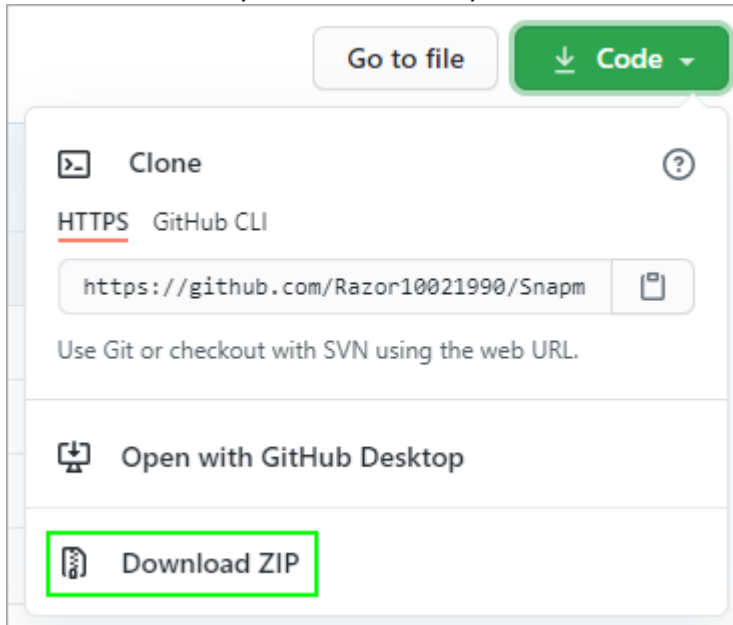 Go to file
Code
Clone
HTTPS GitHub CLI
https://github.com/Razor10021990/Snapm
Use Git or checkout with SVN using the web URL.
Open with GitHub Desktop
Download ZIP